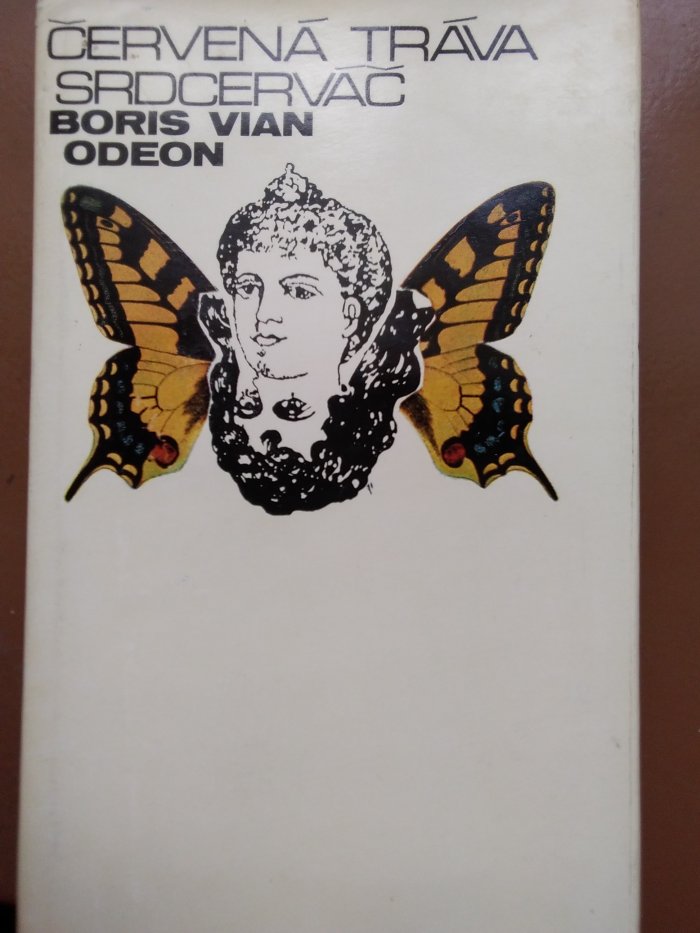 ČERVENÁ TRÁVA
SRDCERVÁČ
BORIS VIAN
ODEON